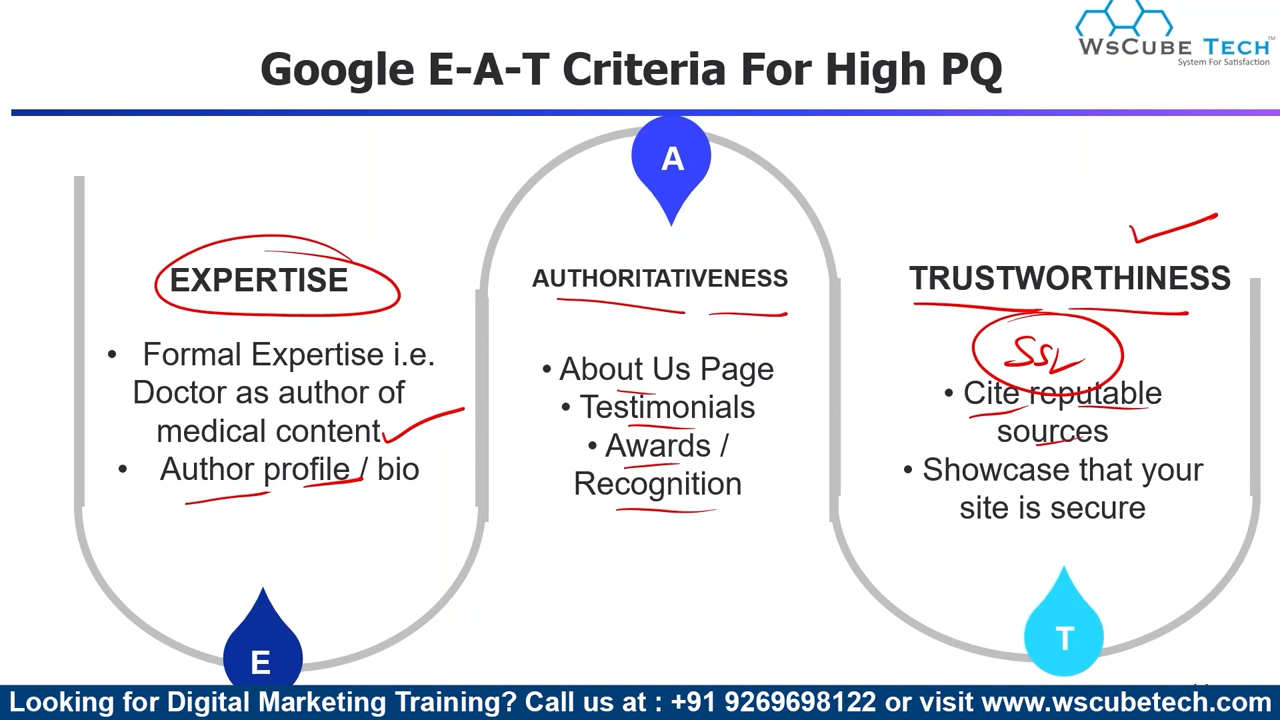 WsCube Tech™
System For Satisfaction
Google E-A-T Criteria For High PQ
A
EXPERTISE
• Formal Expertise i.e.
Doctor as author of
medical content
• Author profile / bio
AUTHORITATIVENESS
• About Us Page
• Testimonials
• Awards /
Recognition
TRUSTWORTHINESS
SSL
• Cite reputable
sources
• Showcase that your
site is secure
E
T
Looking for Digital Marketing Training? Call us at : +91 9269698122 or visit www.wscubetech.com